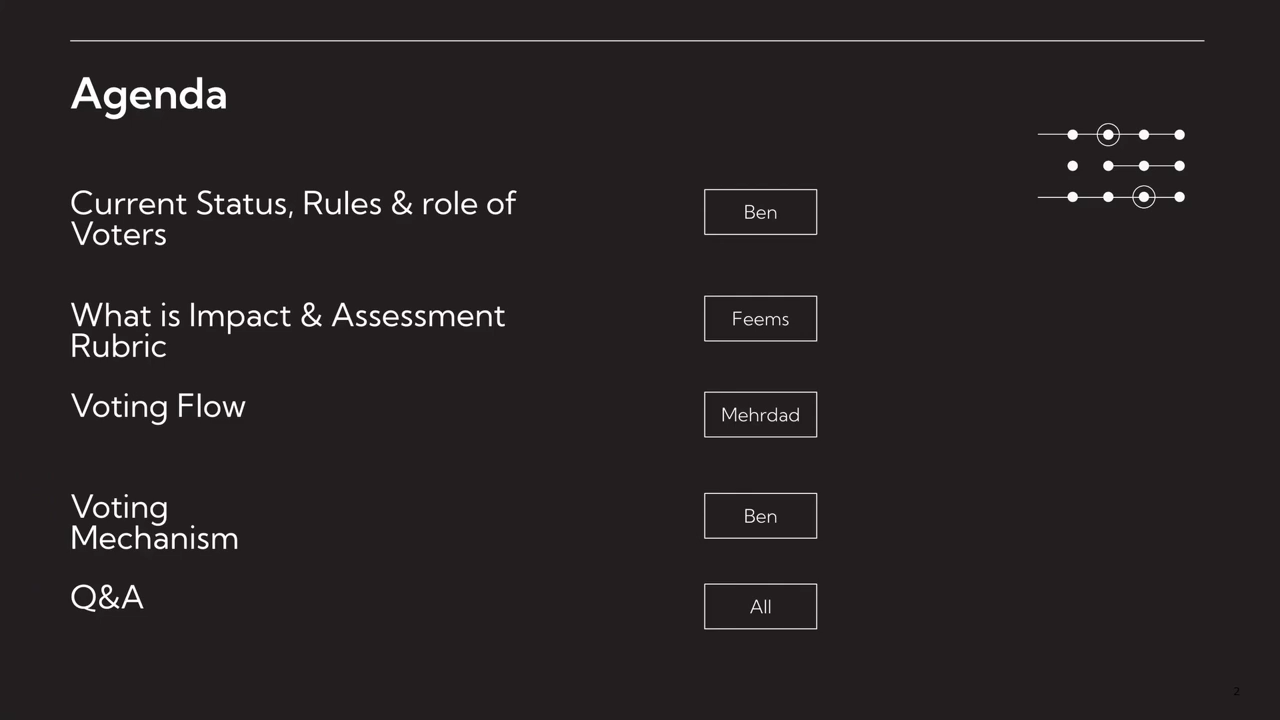 Agenda
Current Status, Rules & role of
Voters
Ben
What is Impact & Assessment
Rubric
Feems
Voting Flow
Mehrdad
Voting
Mechanism
Ben
Q&A
All
2